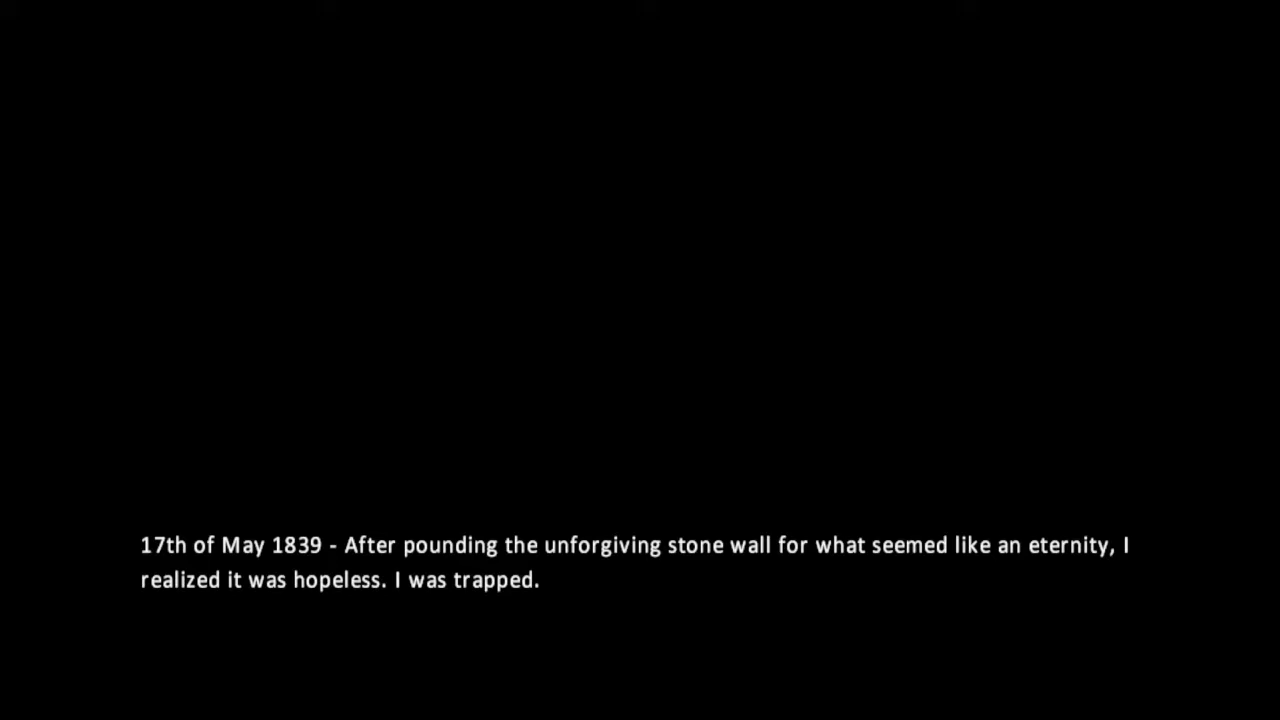 17th of May 1839 - After pounding the unforgiving stone wall for what seemed like an eternity, I
realized it was hopeless. I was trapped.